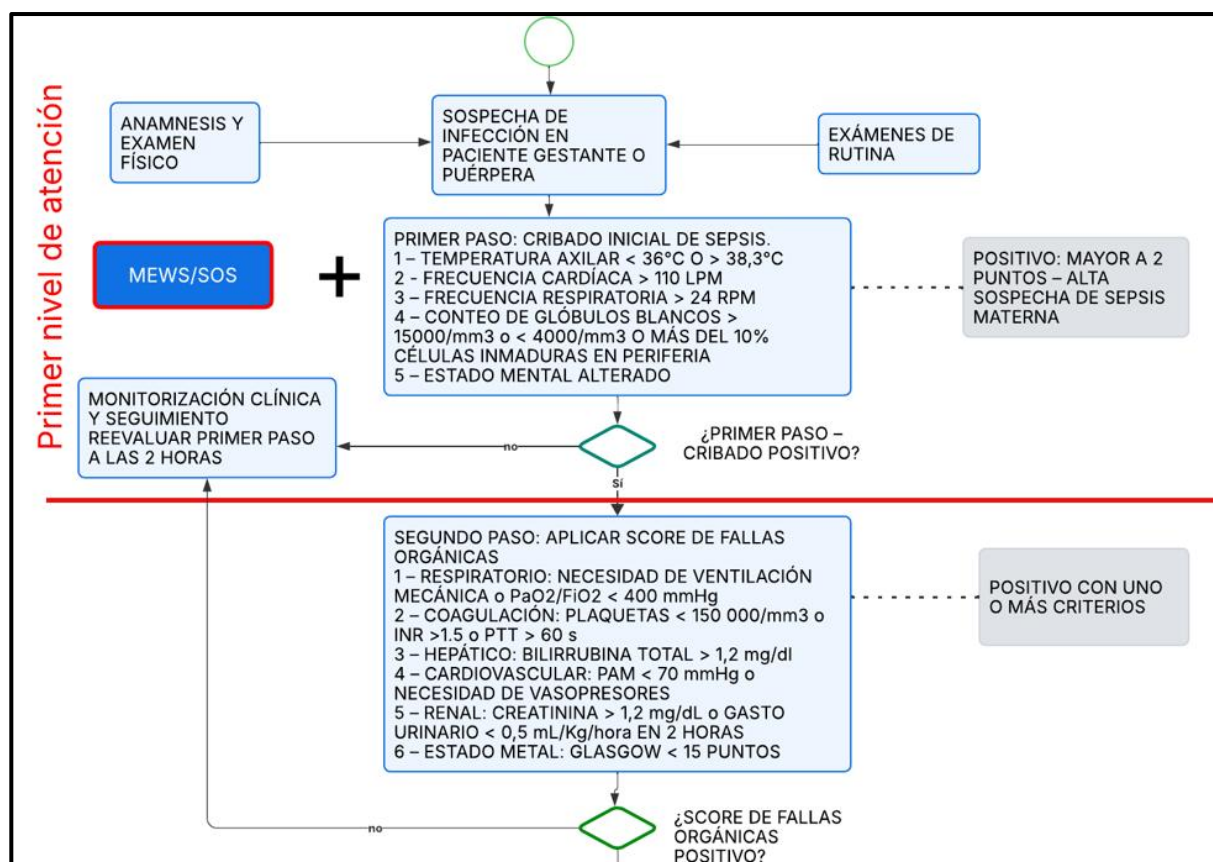 Primer nivel de atención
ANAMNESIS Y
EXAMEN
FÍSICO
SOSPECHA DE
INFECCIÓN EN
PACIENTE GESTANTE O
PUÉRPERA
EXÁMENES DE
RUTINA
MEWS/SOS
+
PRIMER PASO: CRIBADO INICIAL DE SEPSIS.
1 – TEMPERATURA AXILAR < 36°C O > 38,3°C
2 - FRECUENCIA CARDÍACA > 110 LPM
3 – FRECUENCIA RESPIRATORIA > 24 RPM
4 – CONTEO DE GLÓBULOS BLANCOS >
15000/mm3 o < 4000/mm3 O MÁS DEL 10%
CÉLULAS INMADURAS EN PERIFERIA
5 – ESTADO MENTAL ALTERADO
POSITIVO: MAYOR A 2
PUNTOS – ALTA
SOSPECHA DE SEPSIS
MATERNA
MONITORIZACIÓN CLÍNICA
Y SEGUIMIENTO
REEVALUAR PRIMER PASO
A LAS 2 HORAS
no
¿PRIMER PASO –
CRIBADO POSITIVO?
Sí
SEGUNDO PASO: APLICAR SCORE DE FALLAS
ORGÁNICAS
1 – RESPIRATORIO: NECESIDAD DE VENTILACIÓN
MECÁNICA o PaO2/FiO2 < 400 mmHg
2 – COAGULACIÓN: PLAQUETAS < 150 000/mm3 o
INR >1.5 o PTT > 60 s
3 – HEPÁTICO: BILIRRUBINA TOTAL > 1,2 mg/dl
4 – CARDIOVASCULAR: PAM < 70 mmHg o
NECESIDAD DE VASOPRESORES
5 – RENAL: CREATININA > 1,2 mg/dL o GASTO
URINARIO < 0,5 mL/Kg/hora EN 2 HORAS
6 – ESTADO METAL: GLASGOW < 15 PUNTOS
POSITIVO CON UNO
O MÁS CRITERIOS
no
¿SCORE DE FALLAS
ORGÁNICAS
POSITIVO?